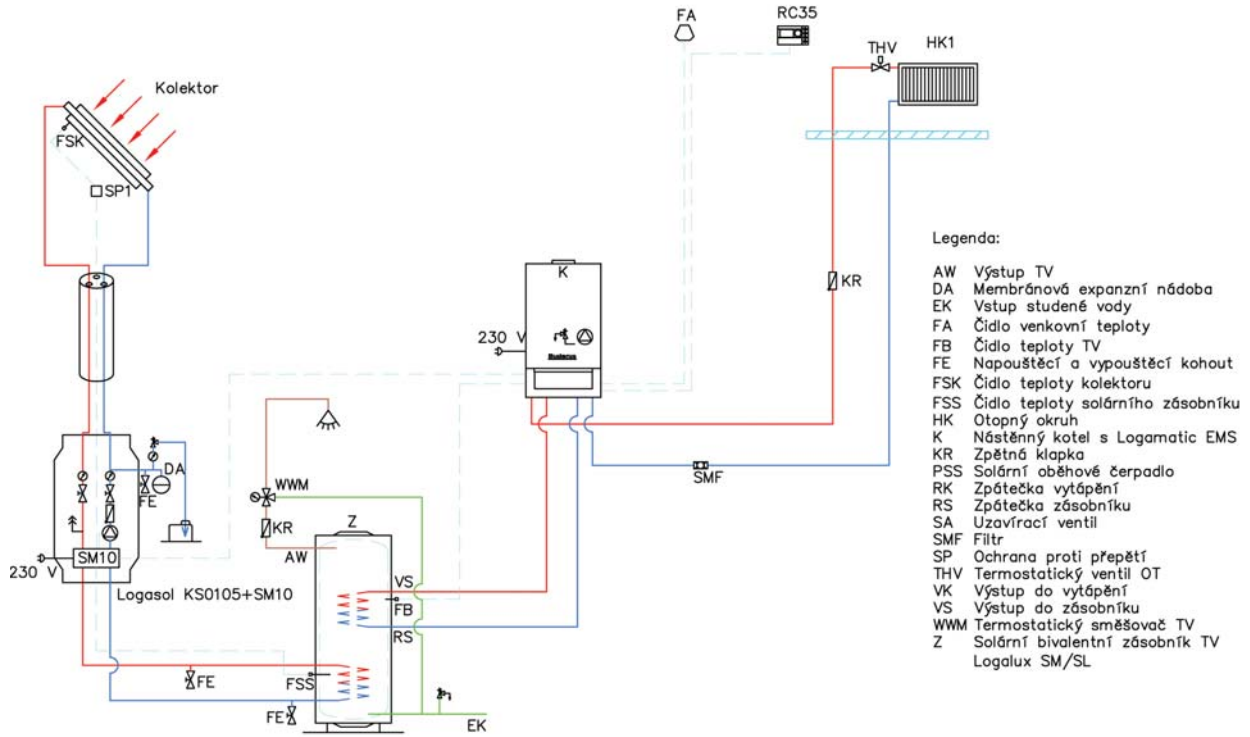 FA
RC35
THV
HK1
Kolektor
FSK
SP1
K
KR
230 V
Buderus
DA
FE
WWM
SMF
KR
Z
AW
SM10
230 V
Logasol KS0105+SM10
VS
FB
RS
FE
FSS
FE
EK
Legenda:
AW Výstup TV
DA Membránová expanzní nádoba
EK Vstup studené vody
FA Čidlo venkovní teploty
FB Čidlo teploty TV
FE Napouštěcí a vypouštěcí kohout
FSK Čidlo teploty kolektoru
FSS Čidlo teploty solárního zásobníku
HK Otopný okruh
K Nástěnný kotel s Logamatic EMS
KR Zpětná klapka
PSS Solární oběhové čerpadlo
RK Zpátečka vytápění
RS Zpátečka zásobníku
SA Uzavírací ventil
SMF Filtr
SP Ochrana proti přepětí
THV Termostatický ventil OT
VK Výstup do vytápění
VS Výstup do zásobníku
WWM Termostatický směšovač TV
Z Solární bivalentní zásobník TV
Logalux SM/SL